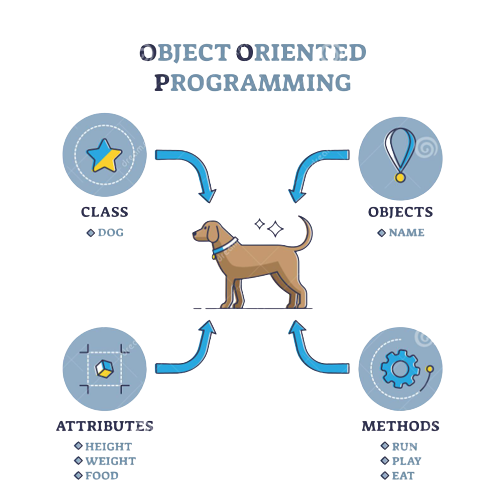 OBJECT ORIENTED
PROGRAMMING
CLASS
DOG
OBJECTS
NAME
ATTRIBUTES
HEIGHT
WEIGHT
FOOD
METHODS
RUN
PLAY
EAT